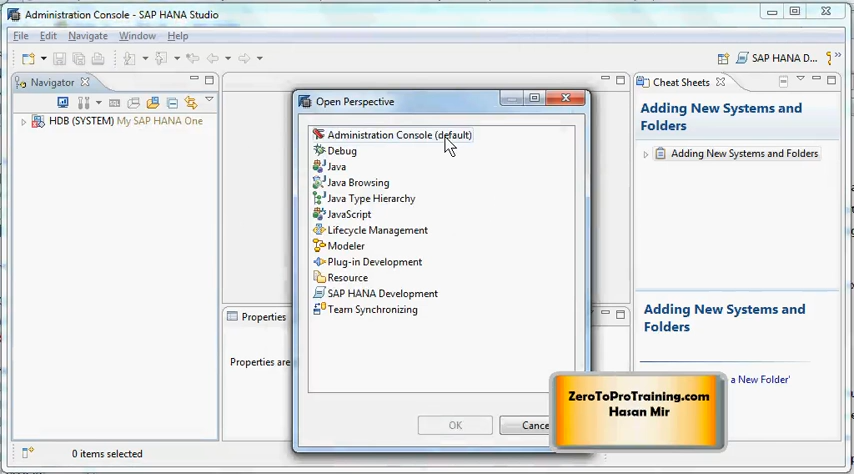 Administration Console - SAP HANA Studio
File Edit Navigate Window Help
SAP HANA D...
Navigator
HDB (SYSTEM) My SAP HANA One
Open Perspective
Administration Console (default)
Debug
Java
Java Browsing
Java Type Hierarchy
JavaScript
Lifecycle Management
Modeler
Plug-in Development
Resource
SAP HANA Development
Team Synchronizing
OK
Cance
Properties
Properties are
Cheat Sheets
Adding New Systems and
Folders
Adding New Systems and Folders
Adding New Systems and
Folders
a New Folder'
ZeroToProTraining.com
Hasan Mir
0 items selected